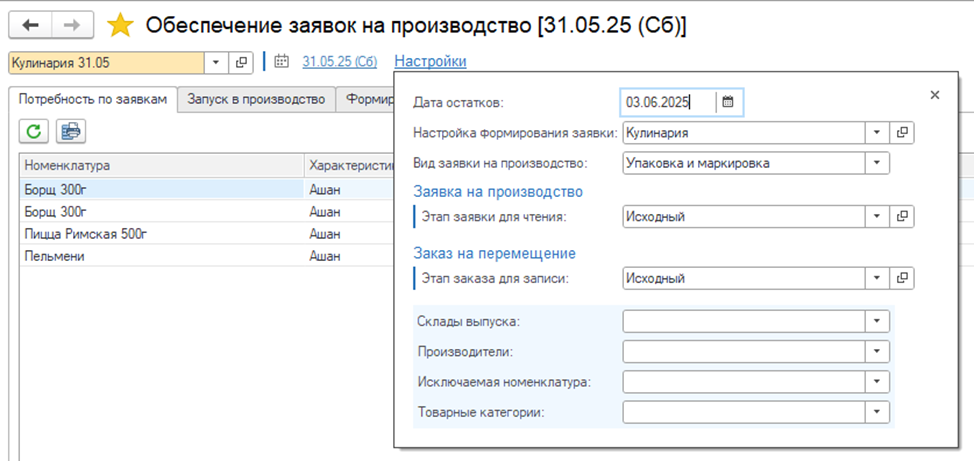 Обеспечение заявок на производство [31.05.25 (Сб)]
Кулинария 31.05
31.05.25 (Сб)
Настройки
Потребность по заявкам
Запуск в производство
Формир
Номенклатура
Характеристик
Борщ 300г
Ашан
Борщ 300г
Ашан
Пицца Римская 500г
Ашан
Пельмени
Ашан
Дата остатков:
03.06.2025
Настройка формирования заявки:
Кулинария
Вид заявки на производство:
Упаковка и маркировка
Заявка на производство
Этап заявки для чтения:
Исходный
Заказ на перемещение
Этап заказа для записи:
Исходный
Склады выпуска:
Производители:
Исключаемая номенклатура:
Товарные категории: